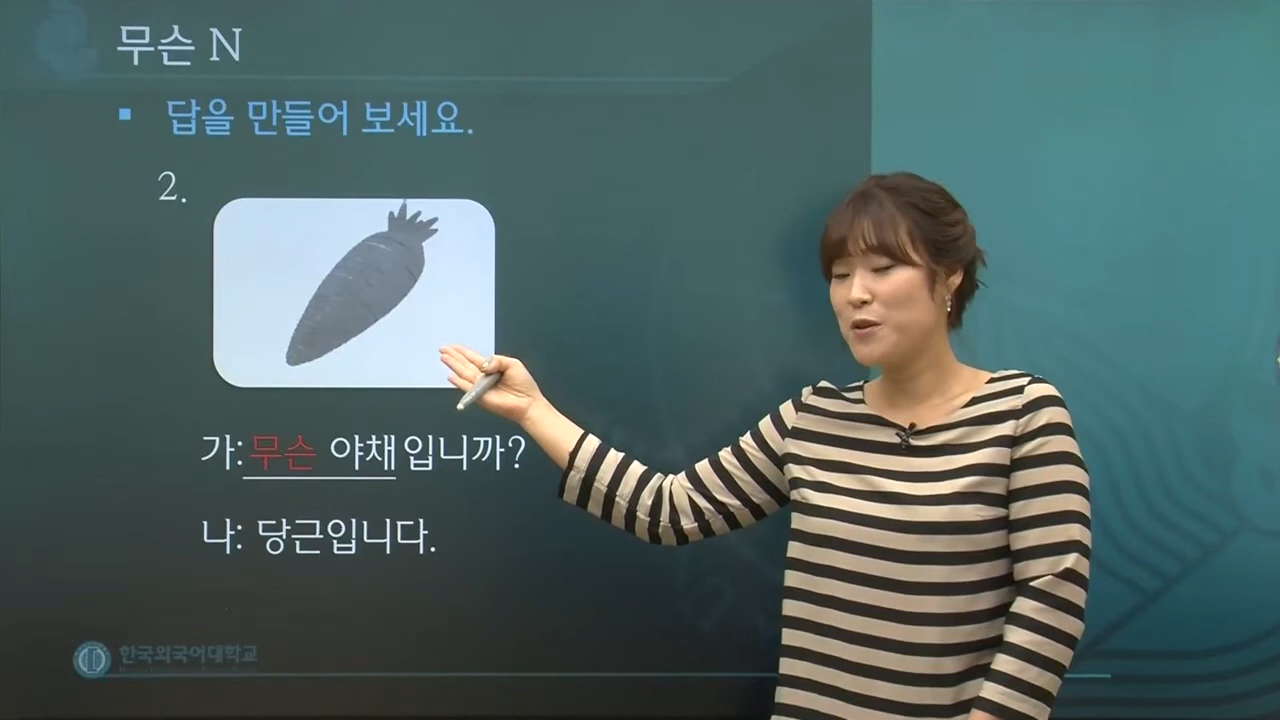 무슨 N
▪ 답을 만들어 보세요.
2.
가: 무슨 야채입니까?
나: 당근입니다.
한국외국어대학교